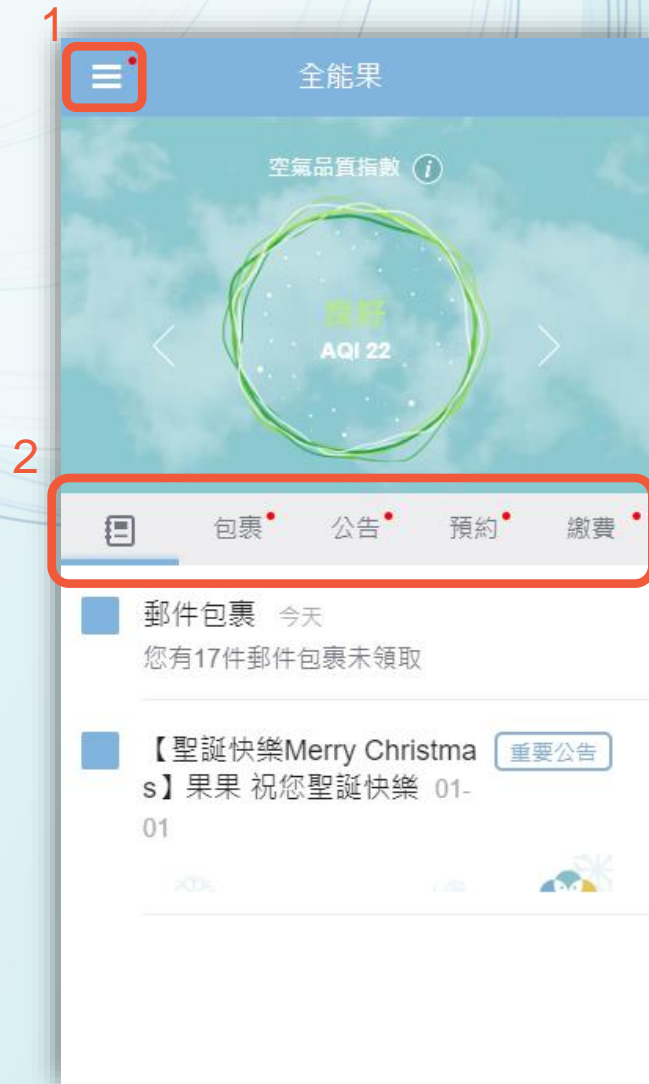 1
全能果
空氣品質指數 i
良好
AQI 22
2
包裹 公告 預約 繳費
郵件包裹 今天
您有17件郵件包裹未領取
【聖誕快樂Merry Christma 重要公告
s】果果 祝您聖誕快樂 01-
01